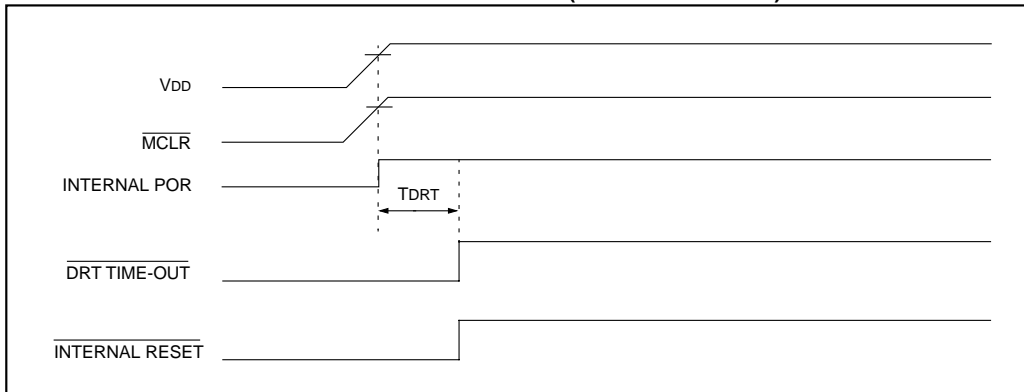 VDD
MCLR
INTERNAL POR
TDRT
DRT TIME-OUT
INTERNAL RESET